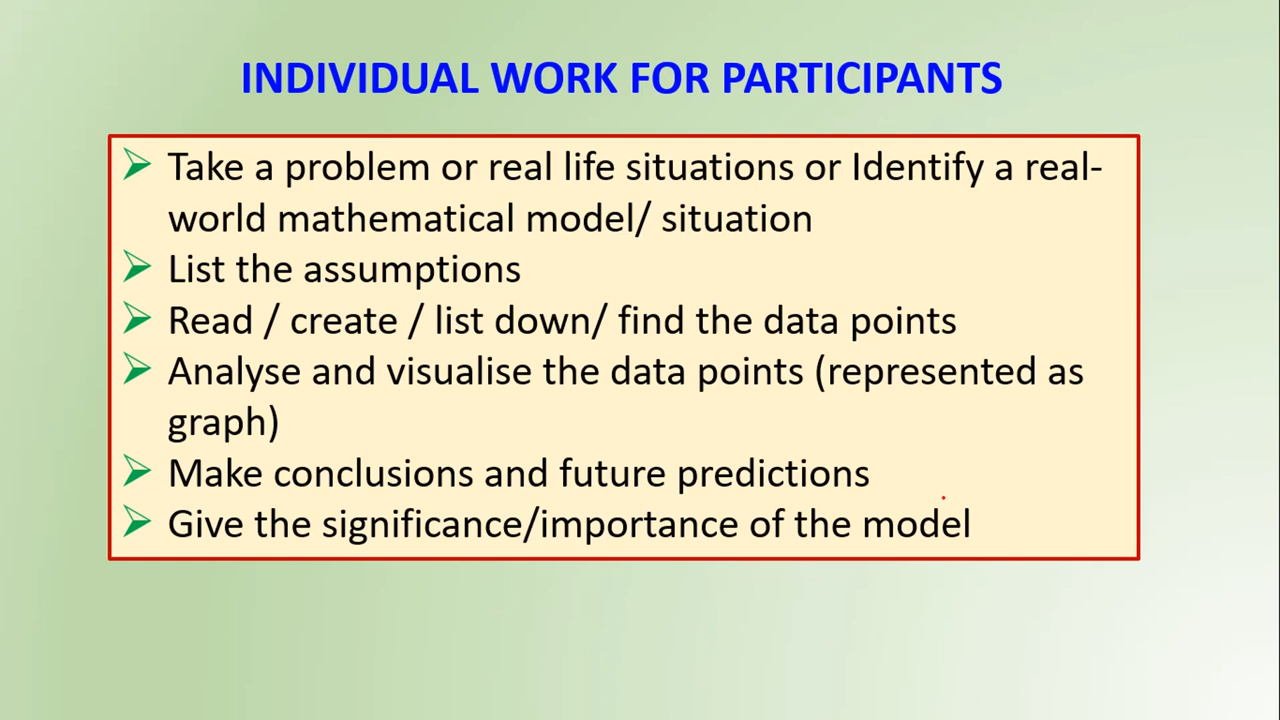 INDIVIDUAL WORK FOR PARTICIPANTS
Take a problem or real life situations or Identify a real-
world mathematical model/ situation
List the assumptions
Read / create / list down/ find the data points
Analyse and visualise the data points (represented as
graph)
Make conclusions and future predictions
Give the significance/importance of the model